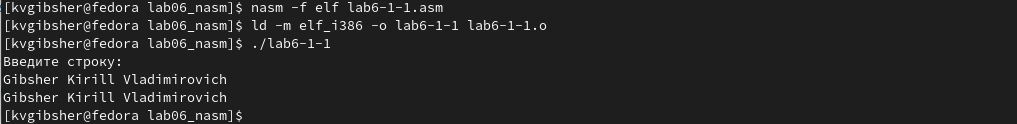 [kvgibsher@fedora lab06_nasm]$ nasm -f elf lab6-1-1.asm
[kvgibsher@fedora lab06_nasm]$ ld -m elf_i386 -o lab6-1-1 lab6-1-1.o
[kvgibsher@fedora lab06_nasm]$ ./lab6-1-1
Введите строку:
Gibsher Kirill Vladimirovich
Gibsher Kirill Vladimirovich
[kvgibsher@fedora lab06_nasm]$